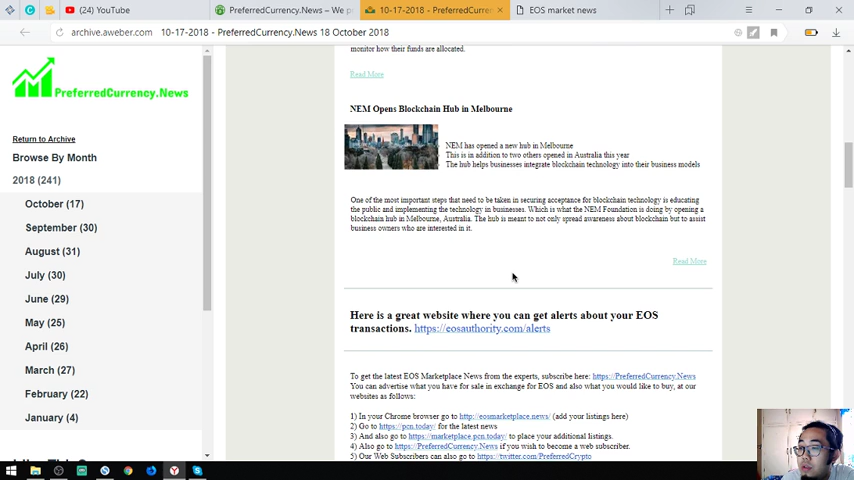 (24) YouTube
PreferredCurrency.News – We p
10-17-2018 - PreferredCurre
EOS market news
archive.aweber.com
10-17-2018 - PreferredCurrency.News 18 October 2018
PreferredCurrency.News
Return to Archive
Browse By Month
2018 (241)
October (17)
September (30)
August (31)
July (30)
June (29)
May (25)
April (26)
March (27)
February (22)
January (4)
monitor how their funds are allocated.
Read More
NEM Opens Blockchain Hub in Melbourne
NEM has opened a new hub in Melbourne
This is in addition to two others opened in Australia this year
The hub helps businesses integrate blockchain technology into their business models
One of the most important steps that need to be taken in securing acceptance for blockchain technology is educating
the public and implementing the technology in businesses. Which is what the NEM Foundation is doing by opening a
blockchain hub in Melbourne, Australia. The hub is meant to not only spread awareness about blockchain but to assist
business owners who are interested in it.
Read More
Here is a great website where you can get alerts about your EOS
transactions. https://eosauthority.com/alerts
To get the latest EOS Marketplace News from the experts, subscribe here: https://PreferredCurrency.News
You can advertise what you have for sale in exchange for EOS and also what you would like to buy, at our
websites as follows:
1) In your Chrome browser go to http://eosmarketplace.news/ (add your listings here)
2) Go to https://pcn.today/ for the latest news
3) And also go to https://marketplace.pcn.today/ to place your additional listings.
4) Also go to https://PreferredCurrency.News if you wish to become a web subscriber.
5) Our Web Subscribers can also go to https://twitter.com/PreferredCrypto